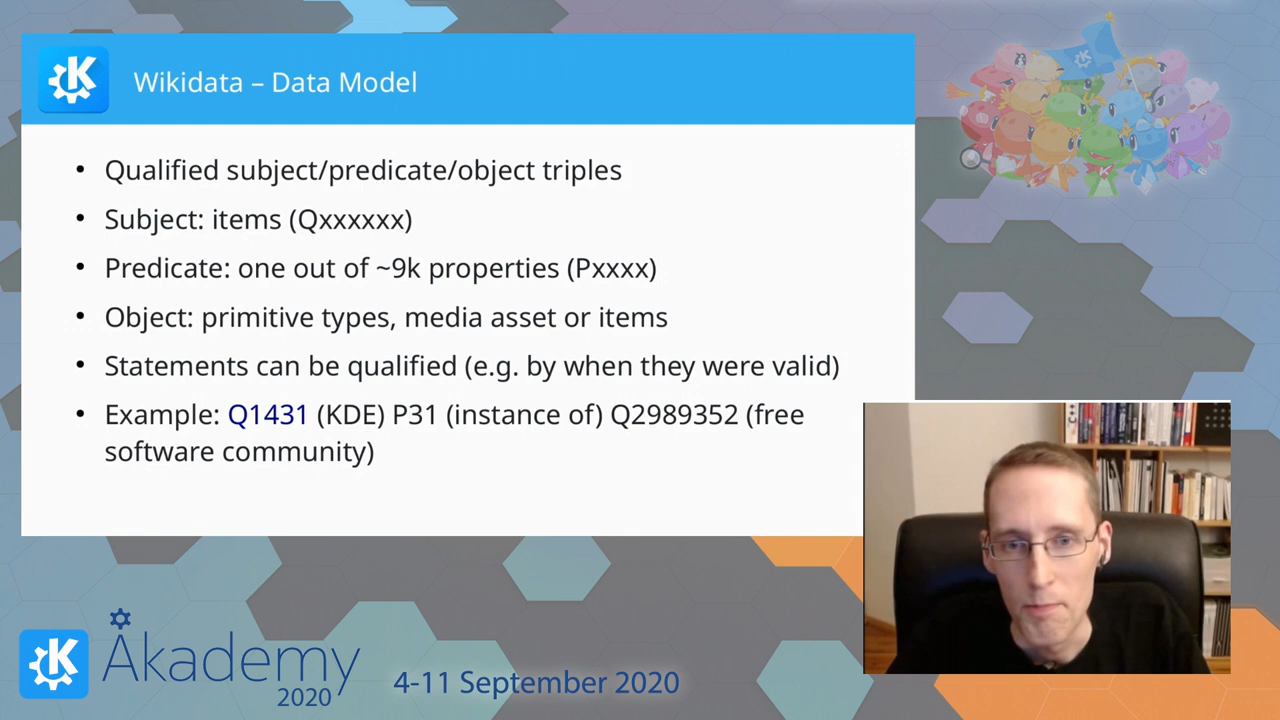 Wikidata – Data Model
• Qualified subject/predicate/object triples
• Subject: items (Qxxxxxx)
• Predicate: one out of ~9k properties (Pxxxx)
• Object: primitive types, media asset or items
• Statements can be qualified (e.g. by when they were valid)
• Example: Q1431 (KDE) P31 (instance of) Q2989352 (free
software community)
Akademy
2020
4-11 September 2020